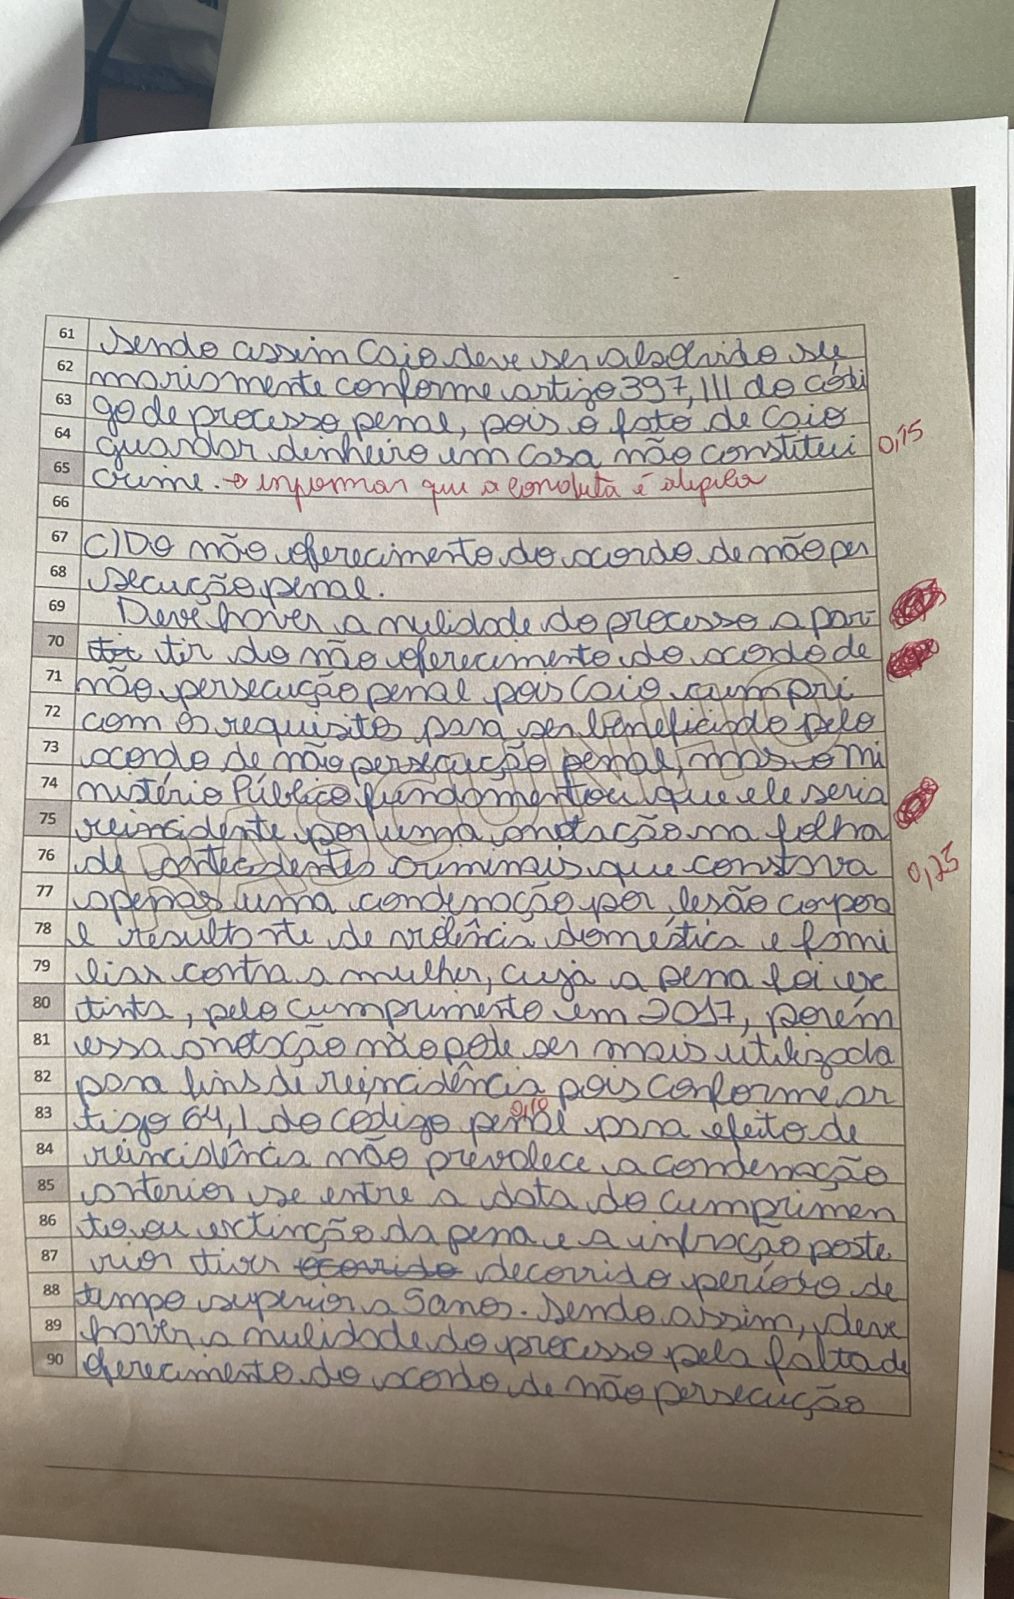 61 Sendo assim Caio deve ser absolvido su
62 mariamente conforme artigo 397, III do códi
63 go de processo penal, pois o fato de Caio
64 guardar dinheiro em casa não constitui 0,15
65 crime. → informar que a conduta é atípica
66
67 C) Do não oferecimento do acordo de não per
68 secução penal.
69 Deve haver a nulidade do processo a par-
70 tir do não oferecimento do acordo de
71 não persecução penal pois Caio cumpri
72 com os requisitos para ser beneficiado pelo
73 acordo de não persecução penal, mas o mi
74 nistério Público fundamentou que ele seria
75 reincidente por uma anotação na folha
76 de antecedentes criminais que constava 0,25
77 apenas uma condenação por lesão corpora
78 l resultante de violência doméstica e fami
79 liar contra a mulher, cuja a pena foi ex
80 tinta, pelo cumprimento em 2017, porém
81 essa anotação não pode ser mais utilizada
82 para fins de reincidência pois conforme ar
83 tigo 64, I do codigo penal para efeito de 0,10
84 reincidência não prevalece a condenação
85 anterior se entre a data do cumprimen
86 to ou extinção da pena e a infração poste
87 rior tiver ocorrido decorrido período de
88 tempo superior a 5 anos. Sendo assim, deve
89 haver a nulidade do processo pela falta de
90 oferecimento do acordo de não persecução